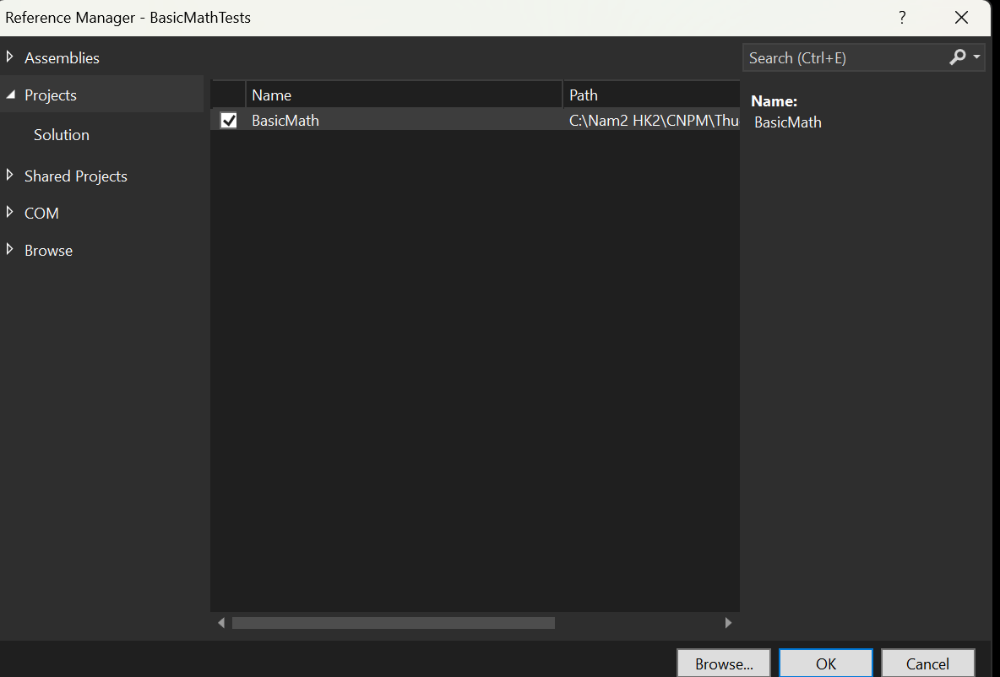 Reference Manager - BasicMathTests
?
Assemblies
Search (Ctrl+E)
Projects
Name
Path
Name:
BasicMath
C:\Nam2 HK2\CNPM\Thu
BasicMath
Solution
Shared Projects
COM
Browse
Browse...
OK
Cancel